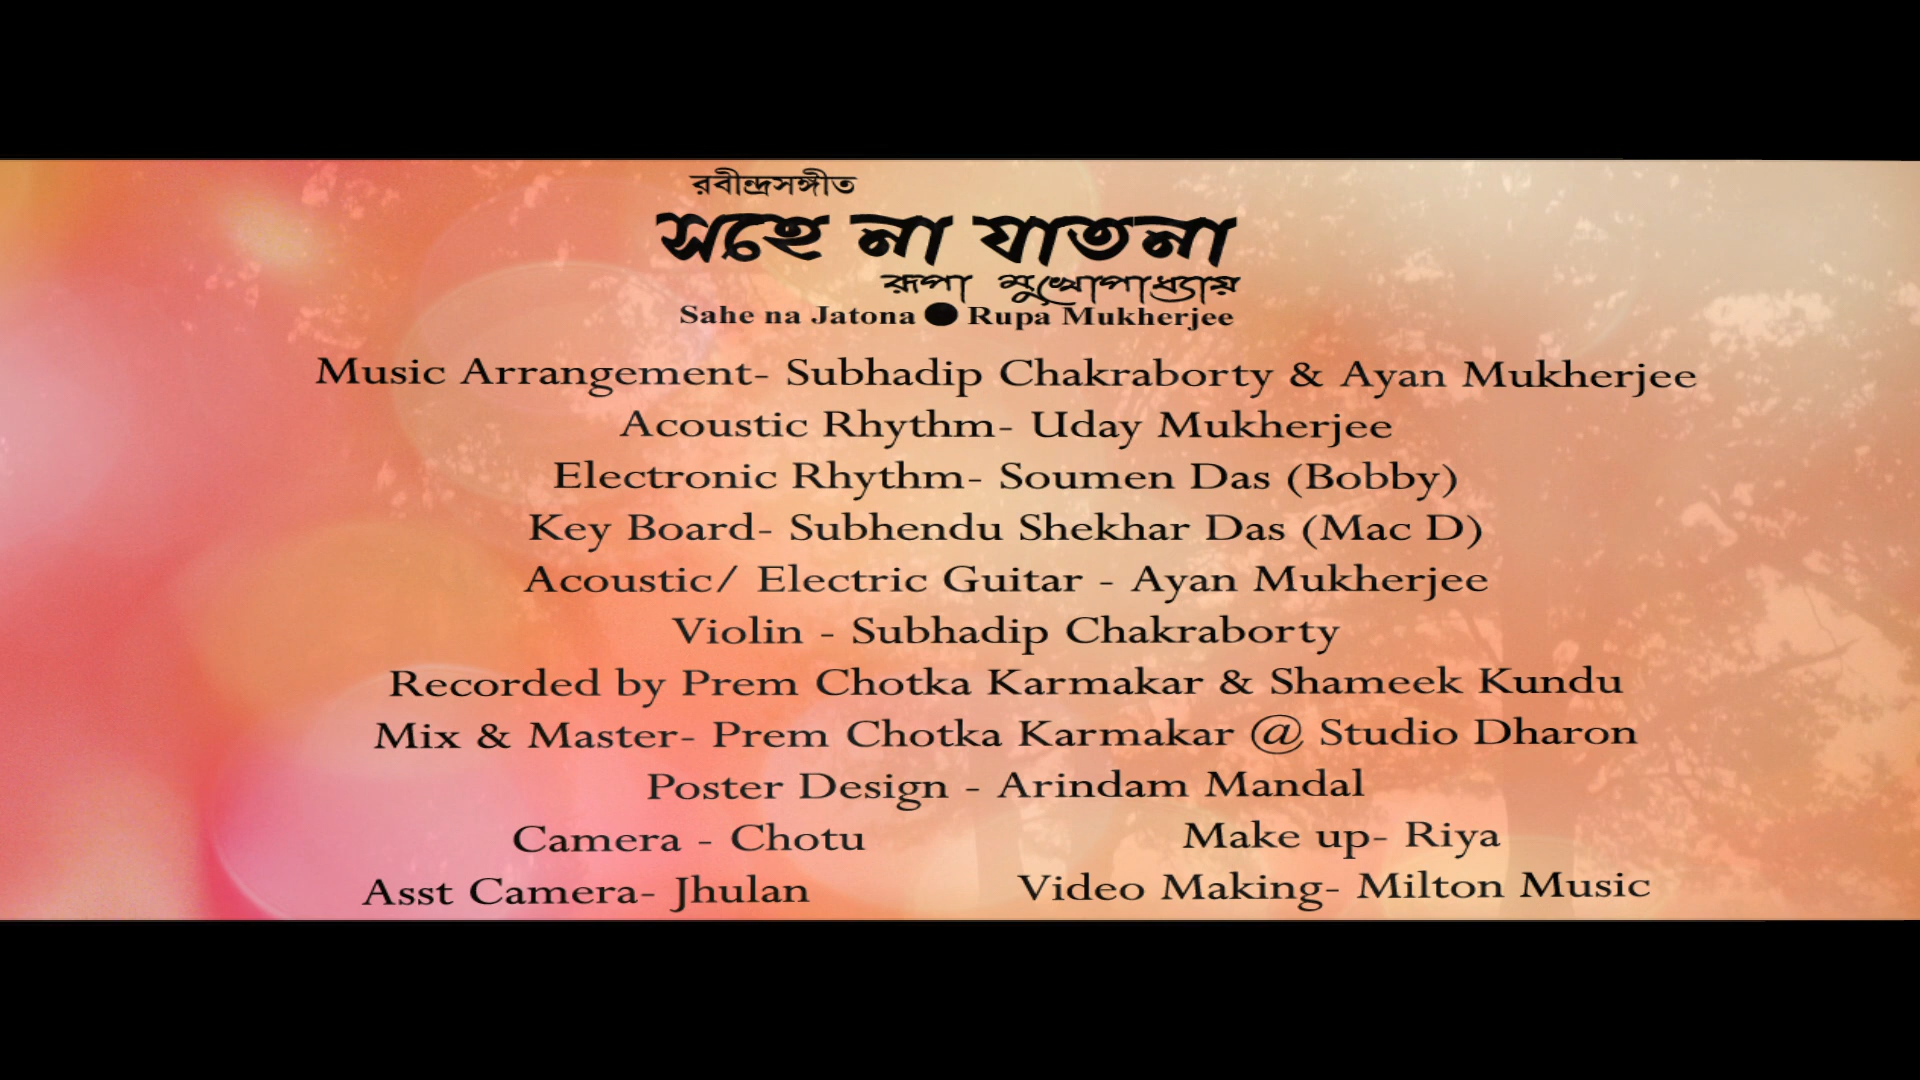 রবীন্দ্রসঙ্গীত
সহে না যাতনা
রূপা মুখোপাধ্যায়
Sahe na Jatona ● Rupa Mukherjee
Music Arrangement- Subhadip Chakraborty & Ayan Mukherjee
Acoustic Rhythm- Uday Mukherjee
Electronic Rhythm- Soumen Das (Bobby)
Key Board- Subhendu Shekhar Das (Mac D)
Acoustic/ Electric Guitar - Ayan Mukherjee
Violin - Subhadip Chakraborty
Recorded by Prem Chotka Karmakar & Shameek Kundu
Mix & Master- Prem Chotka Karmakar @ Studio Dharon
Poster Design - Arindam Mandal
Camera - Chotu
Make up- Riya
Asst Camera- Jhulan
Video Making- Milton Music